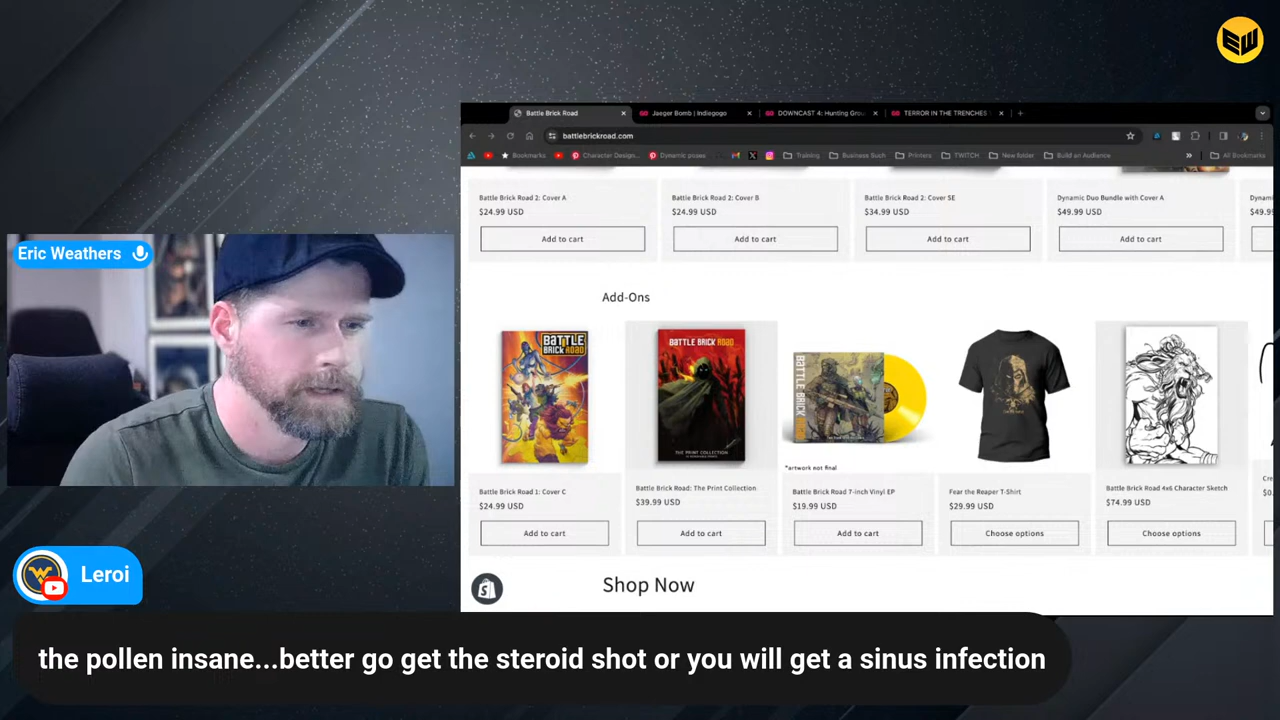 EW
Battle Brick Road
Jaeger Bomb | Indiegogo
DOWNCAST 4: Hunting Grou
TERROR IN THE TRENCHES
battlebrickroad.com
Bookmarks
Character Design...
Dynamic poses
Training
Business Such
Printers
TWITCH
New folder
Build an Audience
»
All Bookmarks
Battle Brick Road 2: Cover A
Battle Brick Road 2: Cover B
Battle Brick Road 2: Cover SE
Dynamic Duo Bundle with Cover A
Dynam
$24.99 USD
$24.99 USD
$34.99 USD
$49.99 USD
$49.9
Add to cart
Add to cart
Add to cart
Add to cart
Eric Weathers
Add-Ons
BATTLE
BRICK ROAD
BATTLE BRICK ROAD
THE PRINT COLLECTION
BATTLE BRICK
*artwork not final
Battle Brick Road 1: Cover C
$24.99 USD
Add to cart
Battle Brick Road: The Print Collection
$39.99 USD
Add to cart
Battle Brick Road 7-inch Vinyl EP
$19.99 USD
Add to cart
Fear the Reaper T-Shirt
$29.99 USD
Choose options
Battle Brick Road 4x6 Character Sketch
$74.99 USD
Choose options
Cre
$0.
Shop Now
Leroi
the pollen insane...better go get the steroid shot or you will get a sinus infection